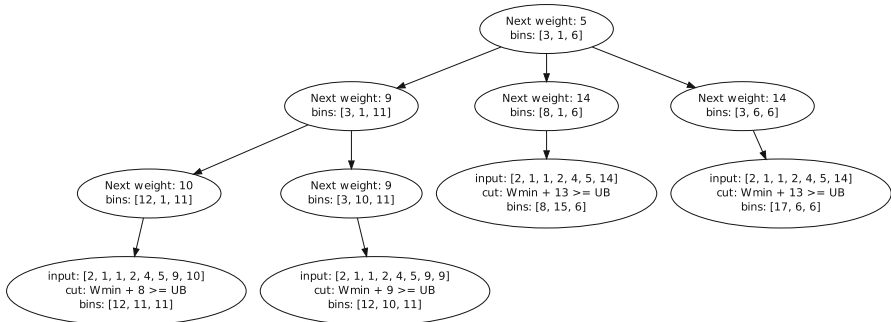 Next weight: 5
bins: [3, 1, 6]
Next weight: 9
bins: [3, 1, 11]
Next weight: 14
bins: [8, 1, 6]
Next weight: 14
bins: [3, 6, 6]
Next weight: 10
bins: [12, 1, 11]
Next weight: 9
bins: [3, 10, 11]
input: [2, 1, 1, 2, 4, 5, 14]
cut: Wmin + 13 >= UB
bins: [8, 15, 6]
input: [2, 1, 1, 2, 4, 5, 14]
cut: Wmin + 13 >= UB
bins: [17, 6, 6]
input: [2, 1, 1, 2, 4, 5, 9, 10]
cut: Wmin + 8 >= UB
bins: [12, 11, 11]
input: [2, 1, 1, 2, 4, 5, 9, 9]
cut: Wmin + 9 >= UB
bins: [12, 10, 11]